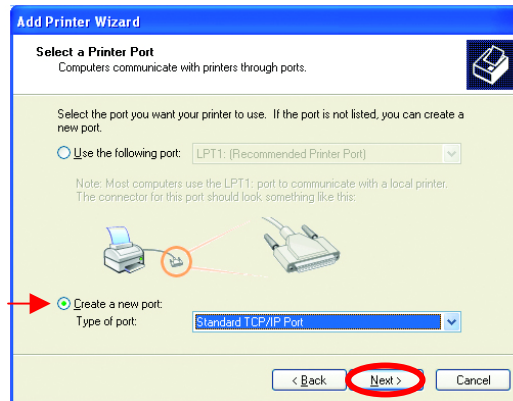 Add Printer Wizard
Select a Printer Port
Computers communicate with printers through ports.
Select the port you want your printer to use. If the port is not listed, you can create a
new port.
Use the following port: LPT1: (Recommended Printer Port)
Note: Most computers use the LPT1: port to communicate with a local printer.
The connector for this port should look something like this:
Create a new port:
Type of port: Standard TCP/IP Port
< Back Next > Cancel